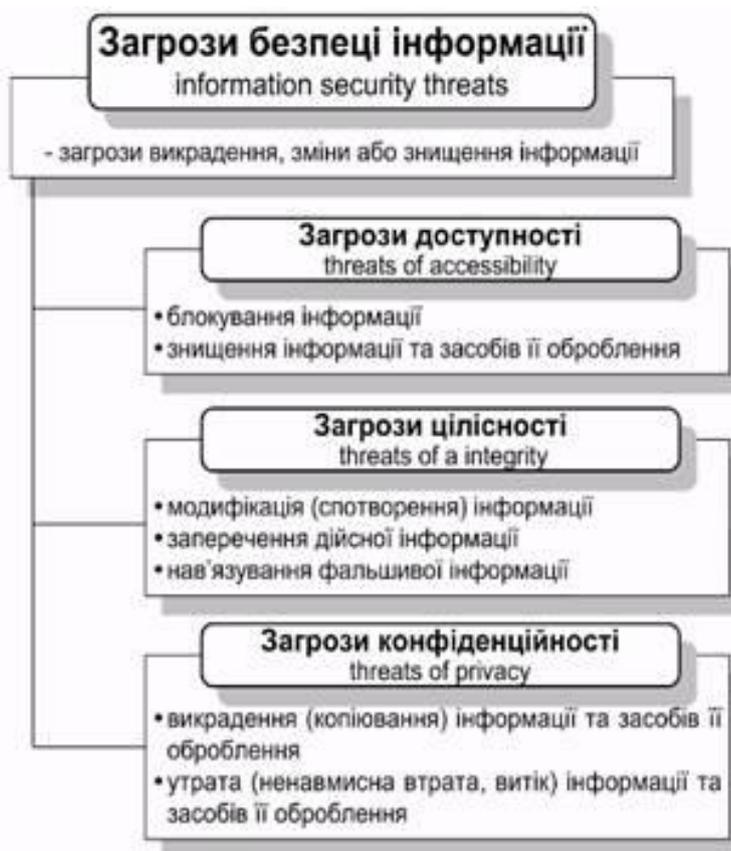 Загрози безпеці інформації
information security threats
- загрози викрадення, зміни або знищення інформації
Загрози доступності
threats of accessibility
• блокування інформації
• знищення інформації та засобів її оброблення
Загрози цілісності
threats of a integrity
• модифікація (спотворення) інформації
• заперечення дійсної інформації
• нав'язування фальшивої інформації
Загрози конфіденційності
threats of privacy
• викрадення (копіювання) інформації та засобів її
оброблення
• утрата (ненавмисна втрата, витік) інформації та
засобів її оброблення